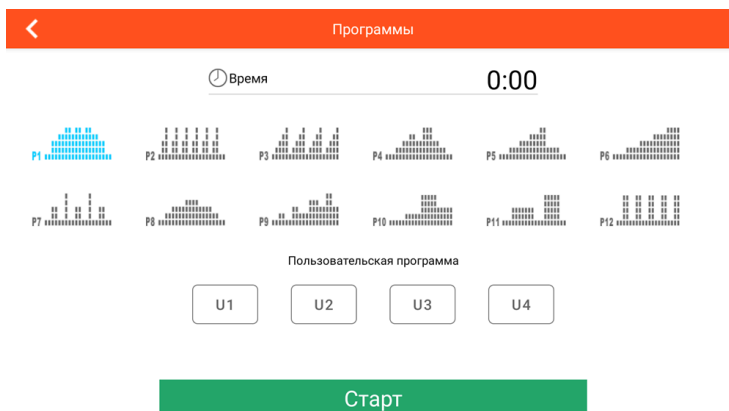 Программы
Время 0:00
P1 P2 P3 P4 P5 P6
P7 P8 P9 P10 P11 P12
Пользовательская программа
U1 U2 U3 U4
Старт